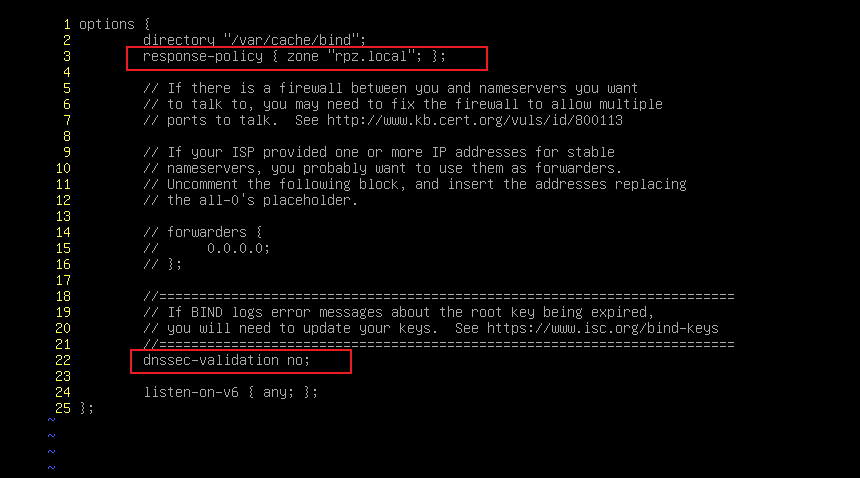 1 options {
2 directory "/var/cache/bind";
3 response-policy { zone "rpz.local"; };
4
5 // If there is a firewall between you and nameservers you want
6 // to talk to, you may need to fix the firewall to allow multiple
7 // ports to talk.  See http://www.kb.cert.org/vuls/id/800113
8
9 // If your ISP provided one or more IP addresses for stable
10 // nameservers, you probably want to use them as forwarders.
11 // Uncomment the following block, and insert the addresses replacing
12 // the all-0's placeholder.
13
14 // forwarders {
15 //      0.0.0.0;
16 // };
17
18 //========================================================================
19 // If BIND logs error messages about the root key being expired,
20 // you will need to update your keys.  See https://www.isc.org/bind-keys
21 //========================================================================
22 dnssec-validation no;
23
24 listen-on-v6 { any; };
25 };
~
~
~
~